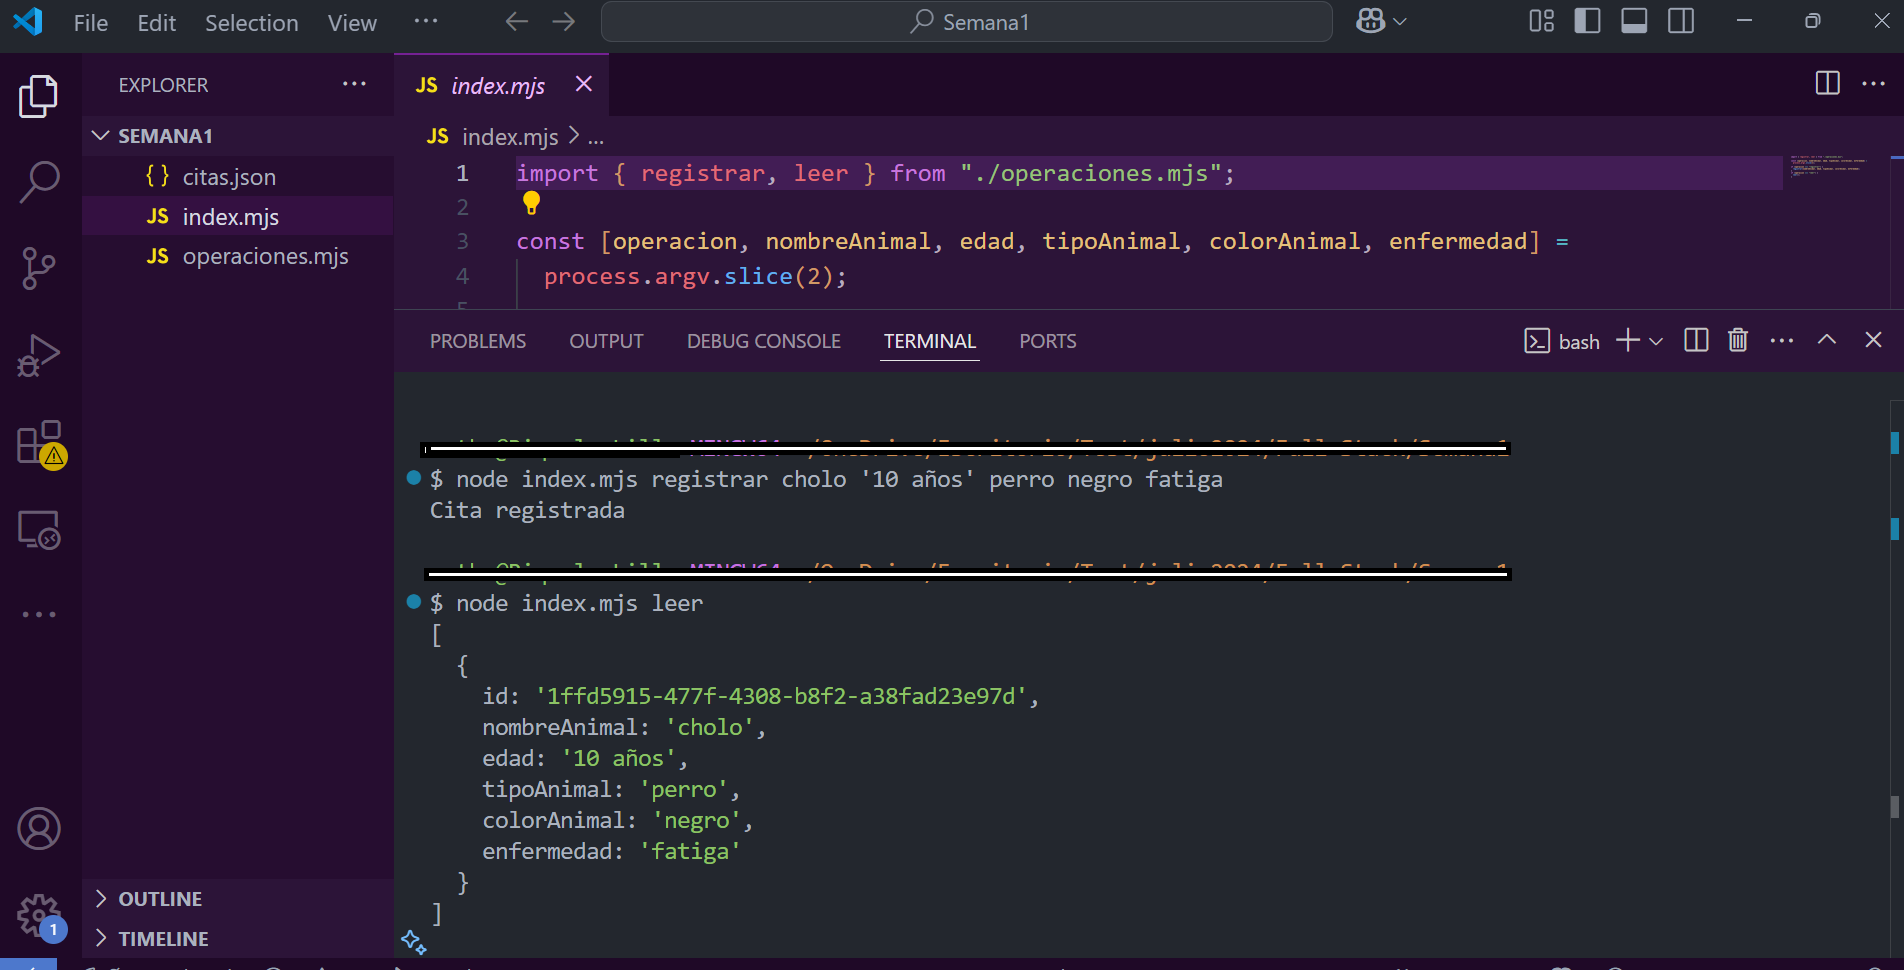 File Edit Selection View ··· Semana1
EXPLORER ···
SEMANA1
{ } citas.json
JS index.mjs
JS operaciones.mjs
OUTLINE
TIMELINE
1
JS index.mjs
JS index.mjs > ...
1 import { registrar, leer } from "./operaciones.mjs";
2
3 const [operacion, nombreAnimal, edad, tipoAnimal, colorAnimal, enfermedad] =
4 process.argv.slice(2);
5
PROBLEMS OUTPUT DEBUG CONSOLE TERMINAL PORTS bash
$ node index.mjs registrar cholo '10 años' perro negro fatiga
Cita registrada
$ node index.mjs leer
[
{
id: '1ffd5915-477f-4308-b8f2-a38fad23e97d',
nombreAnimal: 'cholo',
edad: '10 años',
tipoAnimal: 'perro',
colorAnimal: 'negro',
enfermedad: 'fatiga'
}
]